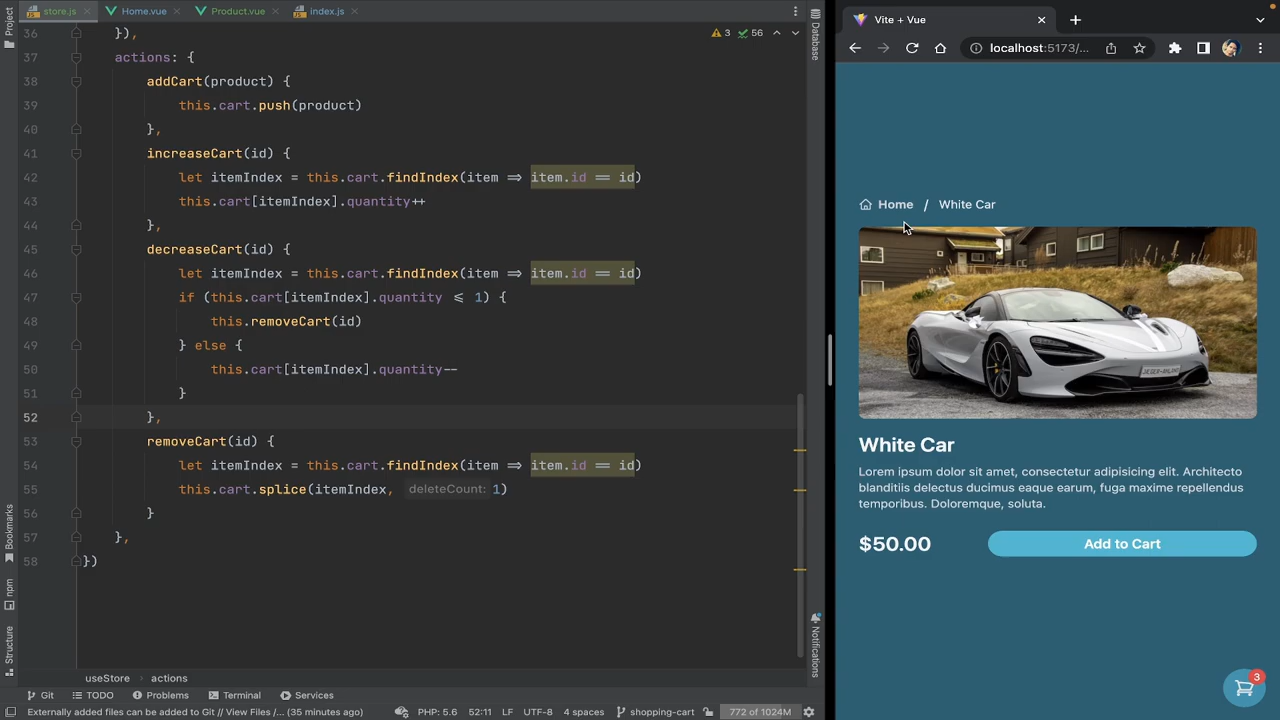 store.js
Home.vue
Product.vue
index.js
Vite + Vue
localhost:5173/...
Project
Bookmarks
npm
Structure
Database
Notifications
3 56
36 }),
37 actions: {
38 addCart(product) {
39 this.cart.push(product)
40 },
41 increaseCart(id) {
42 let itemIndex = this.cart.findIndex(item ⇒ item.id == id)
43 this.cart[itemIndex].quantity++
44 },
45 decreaseCart(id) {
46 let itemIndex = this.cart.findIndex(item ⇒ item.id == id)
47 if (this.cart[itemIndex].quantity ≤ 1) {
48 this.removeCart(id)
49 } else {
50 this.cart[itemIndex].quantity--
51 }
52 },
53 removeCart(id) {
54 let itemIndex = this.cart.findIndex(item ⇒ item.id == id)
55 this.cart.splice(itemIndex, deleteCount: 1)
56 }
57 },
58 })
useStore actions
Git TODO Problems Terminal Services
Externally added files can be added to Git // View Files /... (35 minutes ago)
PHP: 5.6 52:11 LF UTF-8 4 spaces shopping-cart 772 of 1024M
Home / White Car
White Car
Lorem ipsum dolor sit amet, consectetur adipisicing elit. Architecto
blanditiis delectus ducimus eaque earum, fuga maxime repellendus
temporibus. Doloremque, soluta.
$50.00 Add to Cart
3